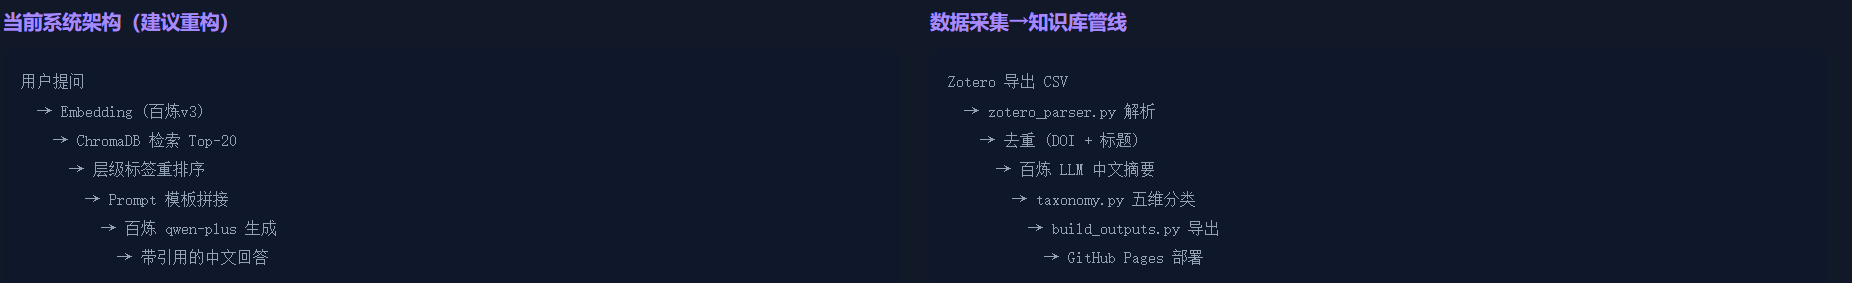 当前系统架构（建议重构）
用户提问
→ Embedding (百炼v3)
→ ChromaDB 检索 Top-20
→ 层级标签重排序
→ Prompt 模板拼接
→ 百炼 qwen-plus 生成
→ 带引用的中文回答
数据采集→知识库管线
Zotero 导出 CSV
→ zotero_parser.py 解析
→ 去重 (DOI + 标题)
→ 百炼 LLM 中文摘要
→ taxonomy.py 五维分类
→ build_outputs.py 导出
→ GitHub Pages 部署